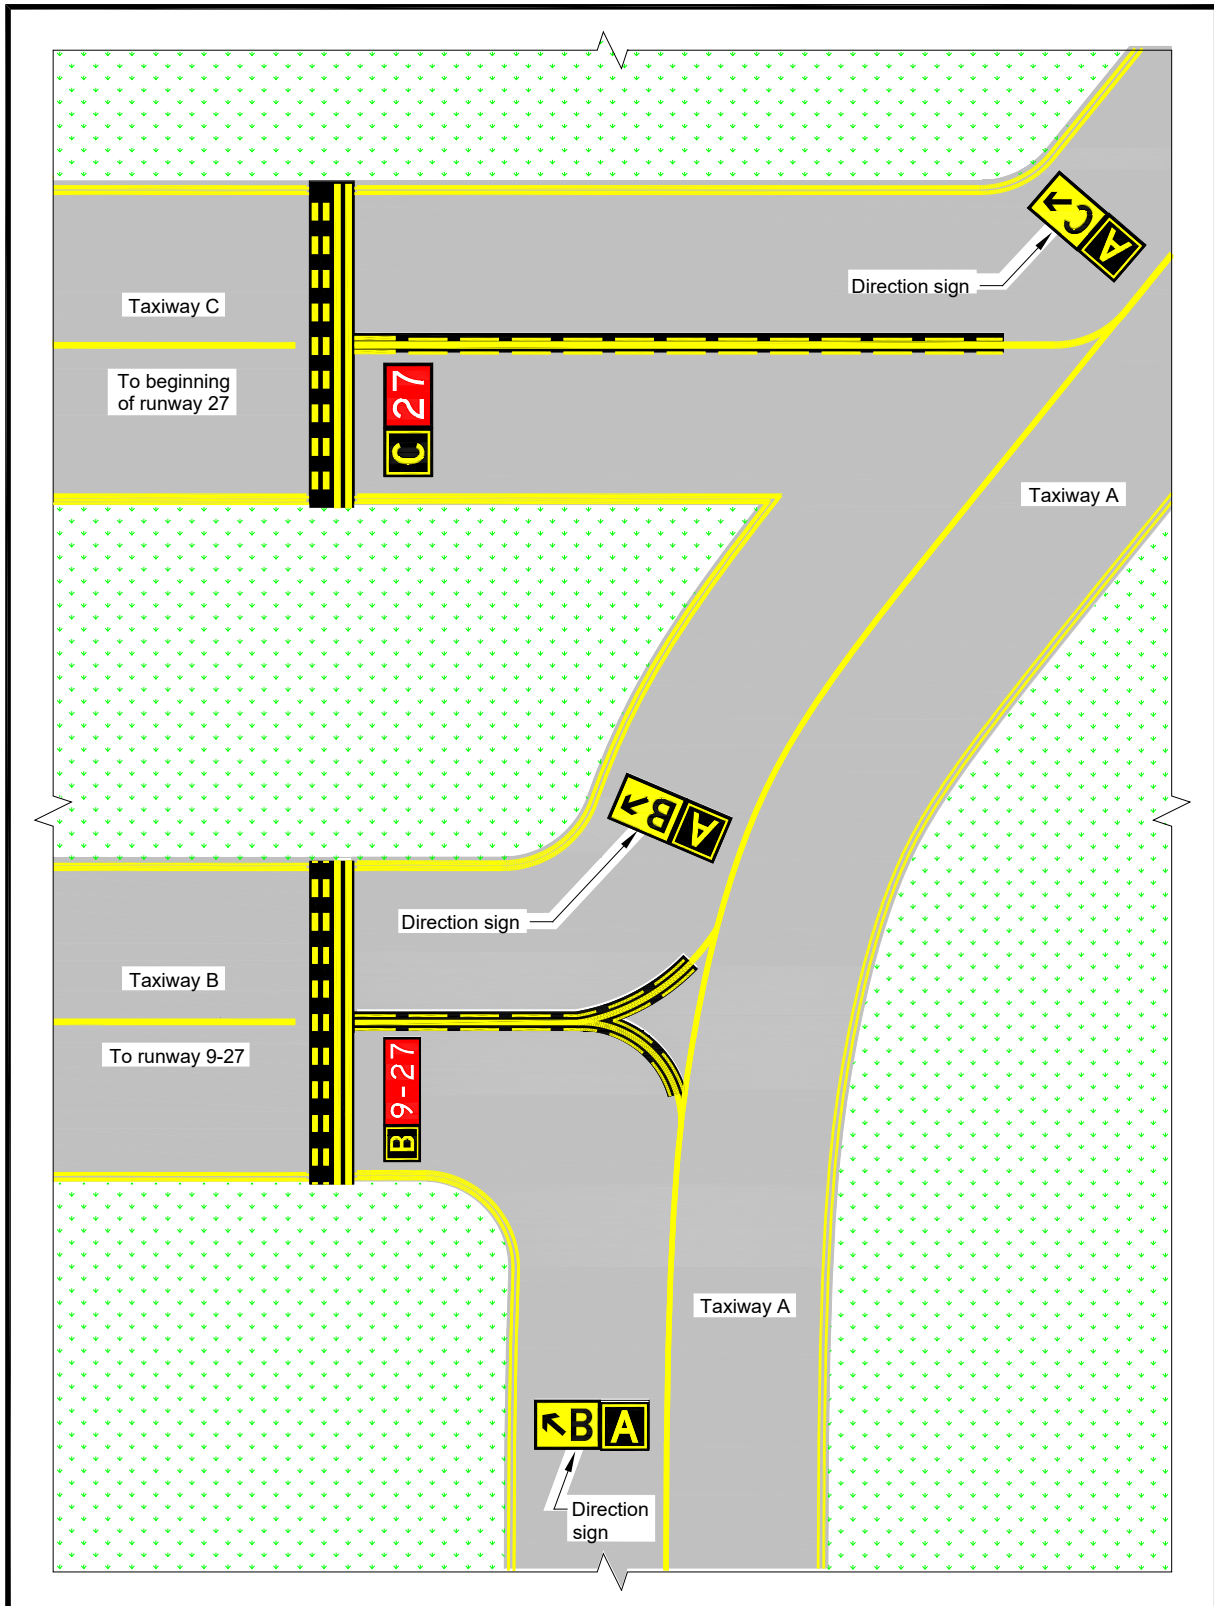 C A
Direction sign
Taxiway C
To beginning
of runway 27
C 27
Taxiway A
B A
Direction sign
Taxiway B
To runway 9-27
B 9-27
Taxiway A
B A
Direction
sign